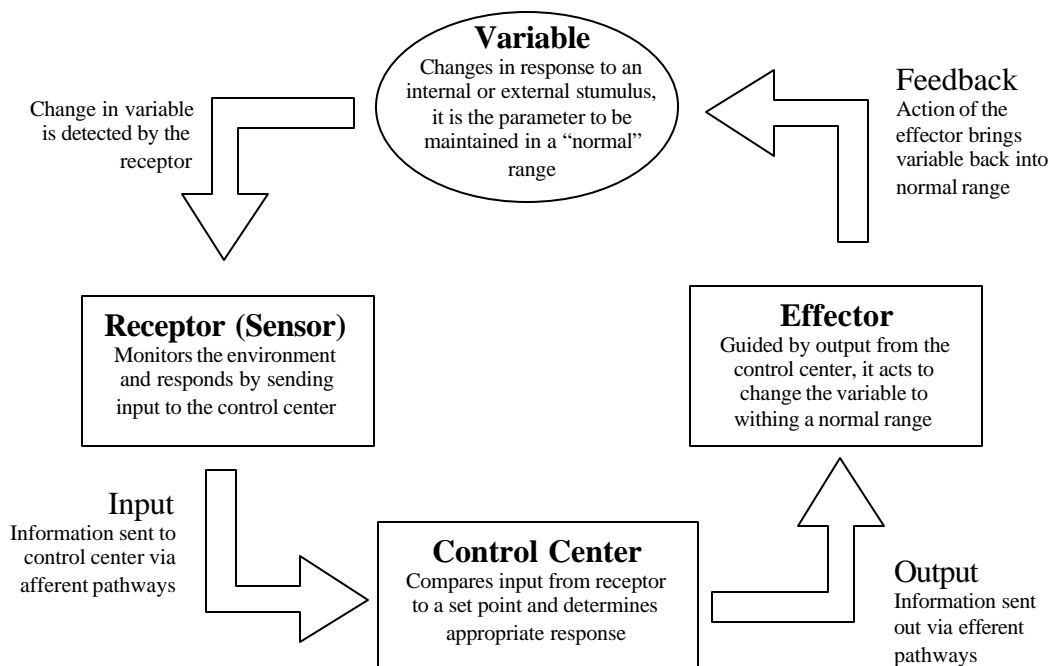 Variable
Changes in response to an
internal or external stumulus,
it is the parameter to be
maintained in a “normal”
range
Change in variable
is detected by the
receptor
Receptor (Sensor)
Monitors the environment
and responds by sending
input to the control center
Input
Information sent to
control center via
afferent pathways
Control Center
Compares input from receptor
to a set point and determines
appropriate response
Output
Information sent
out via efferent
pathways
Effector
Guided by output from the
control center, it acts to
change the variable to
withing a normal range
Feedback
Action of the
effector brings
variable back into
normal range